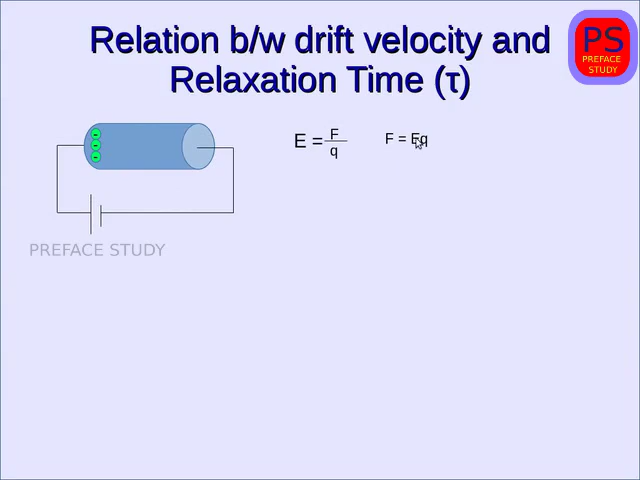 Relation b/w drift velocity and
Relaxation Time (τ)
PS
PREFACE
STUDY
E = F
q
F = Eq
PREFACE STUDY